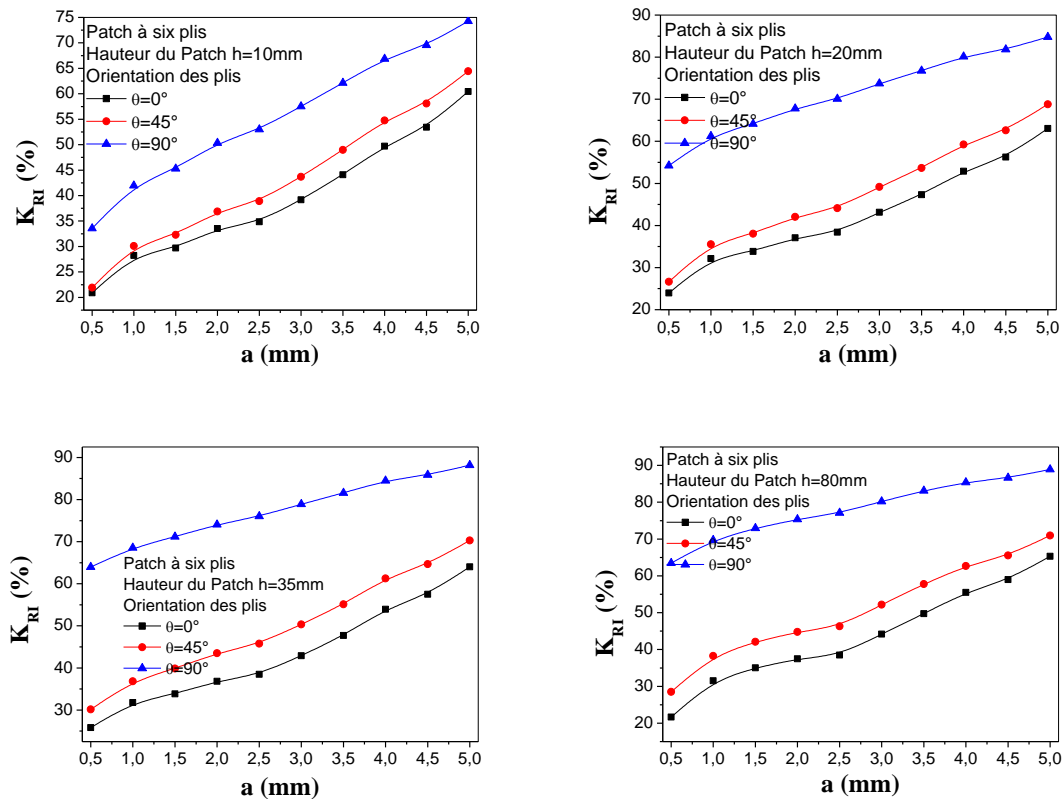 Patch à six plis
Hauteur du Patch h=10mm
Orientation des plis
θ=0°
θ=45°
θ=90°
K_RI (%)
75
70
65
60
55
50
45
40
35
30
25
20
0,5 1,0 1,5 2,0 2,5 3,0 3,5 4,0 4,5 5,0
a (mm)
Patch à six plis
Hauteur du Patch h=20mm
Orientation des plis
θ=0°
θ=45°
θ=90°
K_RI (%)
90
80
70
60
50
40
30
20
0,5 1,0 1,5 2,0 2,5 3,0 3,5 4,0 4,5 5,0
a (mm)
Patch à six plis
Hauteur du Patch h=35mm
Orientation des plis
θ=0°
θ=45°
θ=90°
K_RI (%)
90
80
70
60
50
40
30
0,5 1,0 1,5 2,0 2,5 3,0 3,5 4,0 4,5 5,0
a (mm)
Patch à six plis
Hauteur du Patch h=80mm
Orientation des plis
θ=0°
θ=45°
θ=90°
K_RI (%)
90
80
70
60
50
40
30
20
0,5 1,0 1,5 2,0 2,5 3,0 3,5 4,0 4,5 5,0
a (mm)